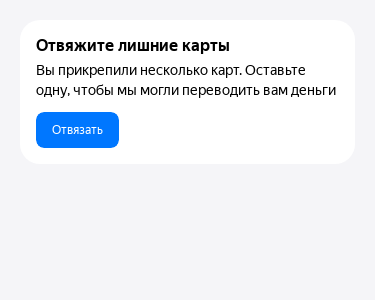 Отвяжите лишние карты
Вы прикрепили несколько карт. Оставьте
одну, чтобы мы могли переводить вам деньги
Отвязать